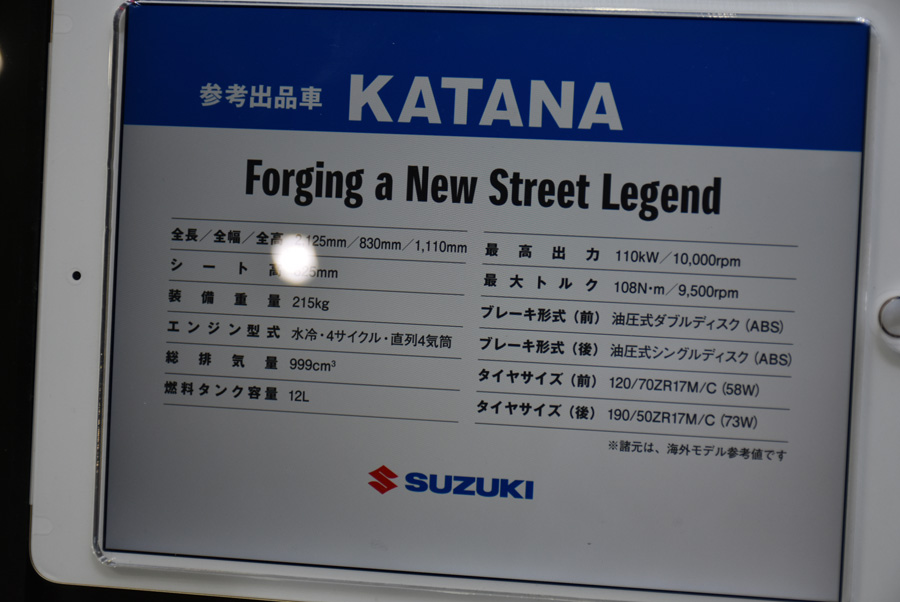 参考出品車 KATANA
Forging a New Street Legend
全長／全幅／全高 125mm／830mm／1,110mm
シート 5mm
装備重量 215kg
エンジン型式 水冷・4サイクル・直列4気筒
総排気量 999cm³
燃料タンク容量 12L
最高出力 110kW／10,000rpm
最大トルク 108N・m／9,500rpm
ブレーキ形式（前） 油圧式ダブルディスク（ABS）
ブレーキ形式（後） 油圧式シングルディスク（ABS）
タイヤサイズ（前） 120/70ZR17M/C（58W）
タイヤサイズ（後） 190/50ZR17M/C（73W）
※諸元は、海外モデル参考値です
SUZUKI